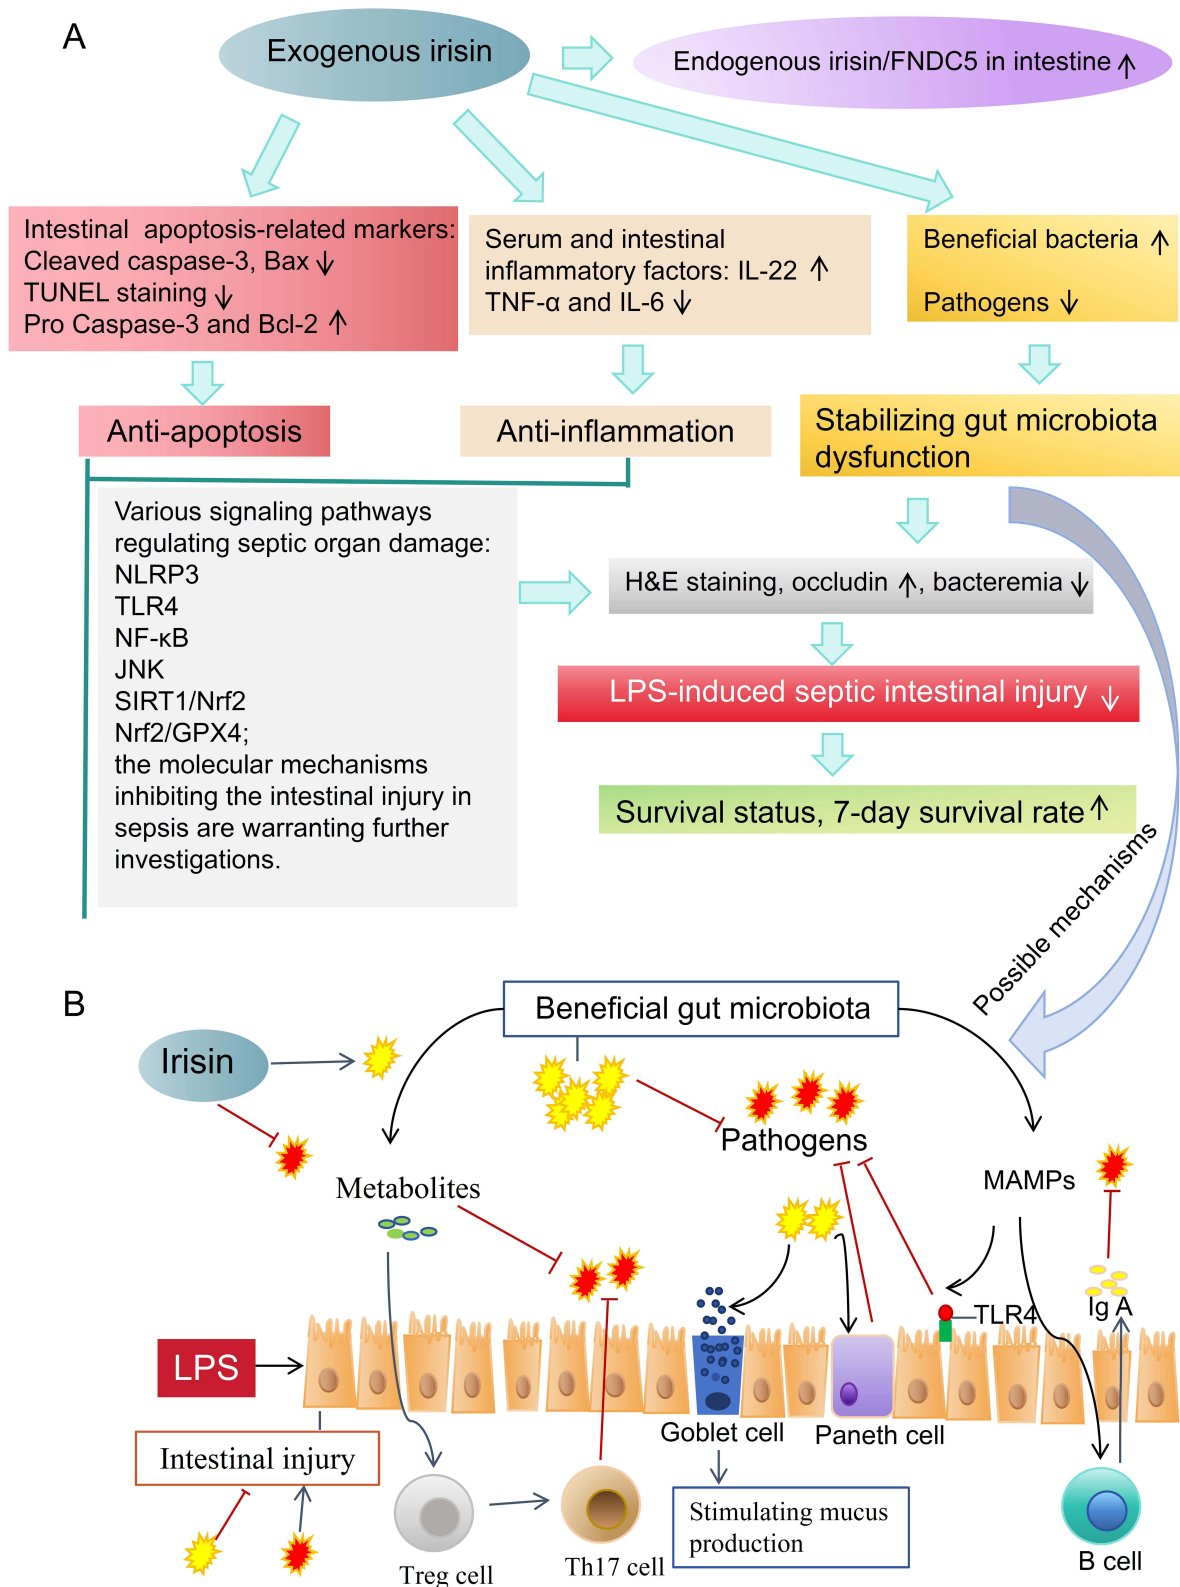 A
Exogenous irisin
Endogenous irisin/FNDC5 in intestine ↑
Intestinal apoptosis-related markers:
Cleaved caspase-3, Bax ↓
TUNEL staining ↓
Pro Caspase-3 and Bcl-2 ↑
Serum and intestinal
inflammatory factors: IL-22 ↑
TNF-α and IL-6 ↓
Beneficial bacteria ↑
Pathogens ↓
Anti-apoptosis
Anti-inflammation
Stabilizing gut microbiota
dysfunction
Various signaling pathways
regulating septic organ damage:
NLRP3
TLR4
NF-κB
JNK
SIRT1/Nrf2
Nrf2/GPX4;
the molecular mechanisms
inhibiting the intestinal injury in
sepsis are warranting further
investigations.
H&E staining, occludin ↑, bacteremia ↓
LPS-induced septic intestinal injury ↓
Survival status, 7-day survival rate ↑
Possible mechanisms
B
Beneficial gut microbiota
Irisin
Pathogens
Metabolites
MAMPs
Ig A
TLR4
LPS
Goblet cell
Paneth cell
Intestinal injury
Stimulating mucus
production
Treg cell
Th17 cell
B cell